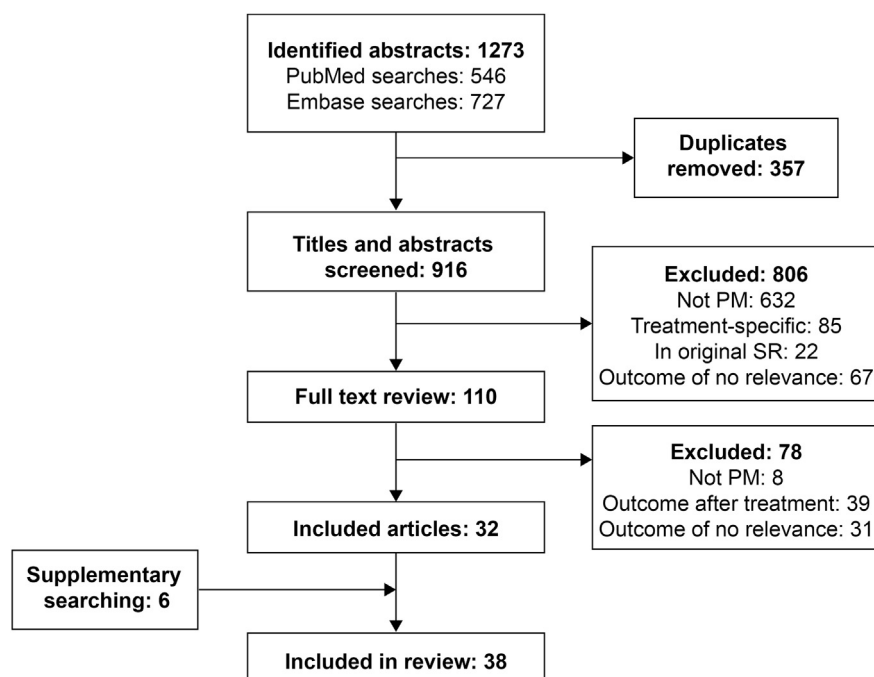 Identified abstracts: 1273
PubMed searches: 546
Embase searches: 727
Duplicates
removed: 357
Titles and abstracts
screened: 916
Excluded: 806
Not PM: 632
Treatment-specific: 85
In original SR: 22
Outcome of no relevance: 67
Full text review: 110
Excluded: 78
Not PM: 8
Outcome after treatment: 39
Outcome of no relevance: 31
Included articles: 32
Supplementary
searching: 6
Included in review: 38